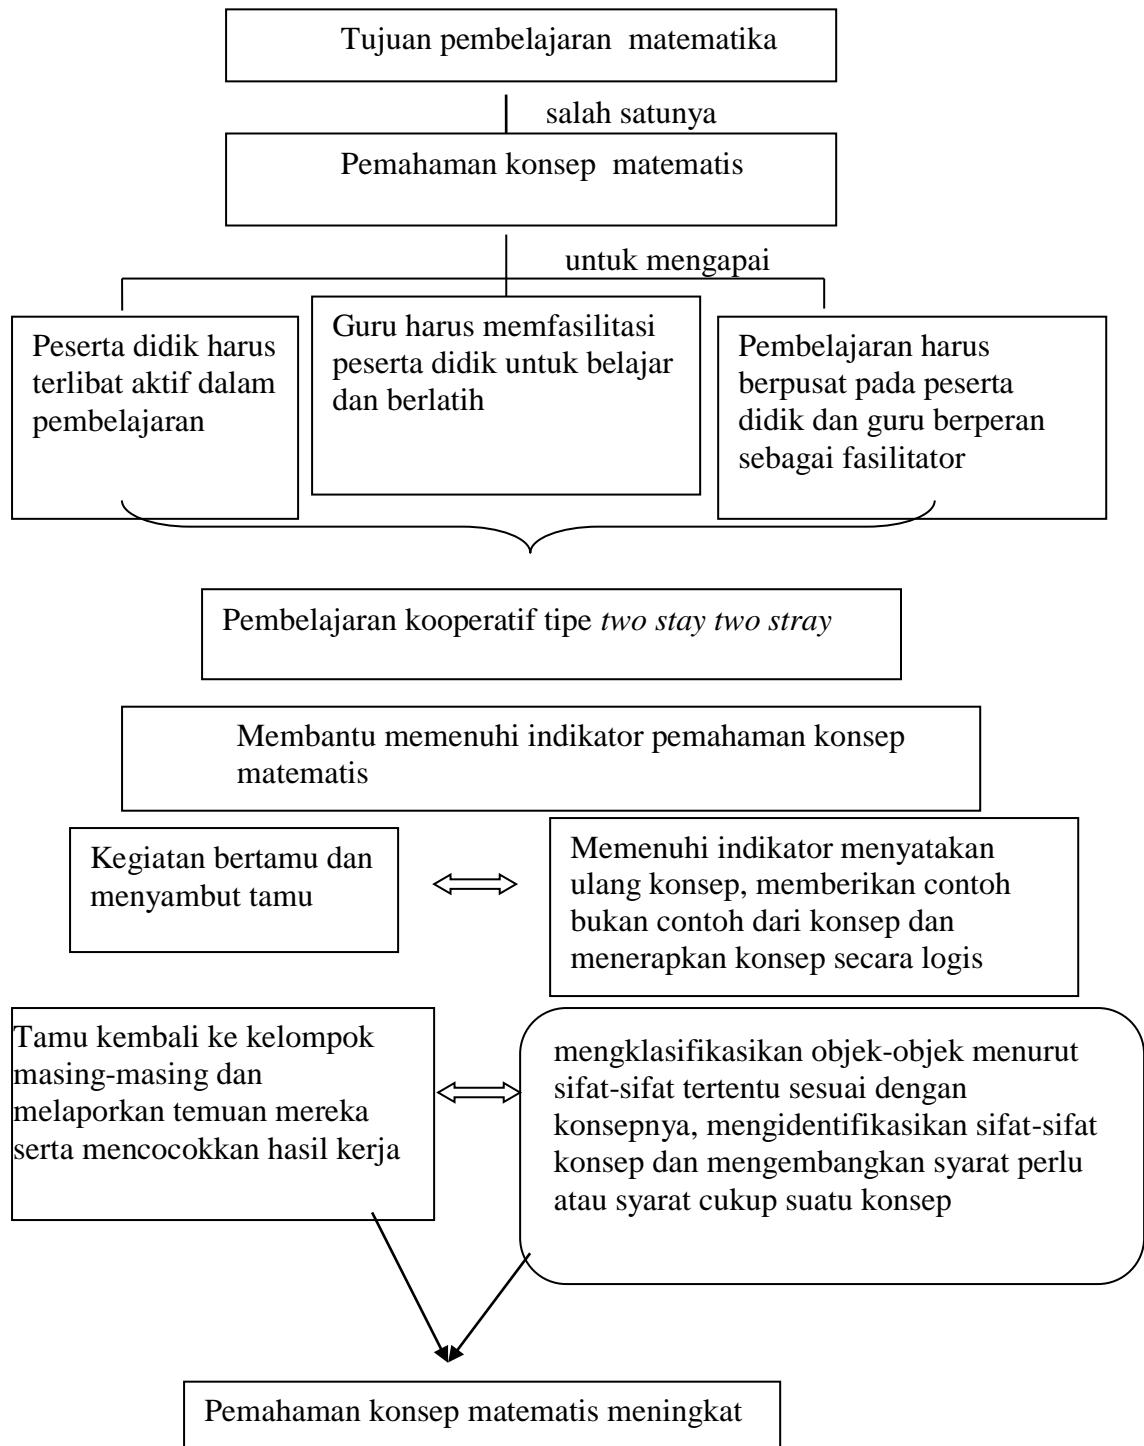 Tujuan pembelajaran  matematika
salah satunya
Pemahaman konsep  matematis
untuk mengapai
Peserta didik harus
terlibat aktif dalam
pembelajaran
Guru harus memfasilitasi
peserta didik untuk belajar
dan berlatih
Pembelajaran harus
berpusat pada peserta
didik dan guru berperan
sebagai fasilitator
Pembelajaran kooperatif tipe two stay two stray
Membantu memenuhi indikator pemahaman konsep
matematis
Kegiatan bertamu dan
menyambut tamu
Memenuhi indikator menyatakan
ulang konsep, memberikan contoh
bukan contoh dari konsep dan
menerapkan konsep secara logis
Tamu kembali ke kelompok
masing-masing dan
melaporkan temuan mereka
serta mencocokkan hasil kerja
mengklasifikasikan objek-objek menurut
sifat-sifat tertentu sesuai dengan
konsepnya, mengidentifikasikan sifat-sifat
konsep dan mengembangkan syarat perlu
atau syarat cukup suatu konsep
Pemahaman konsep matematis meningkat